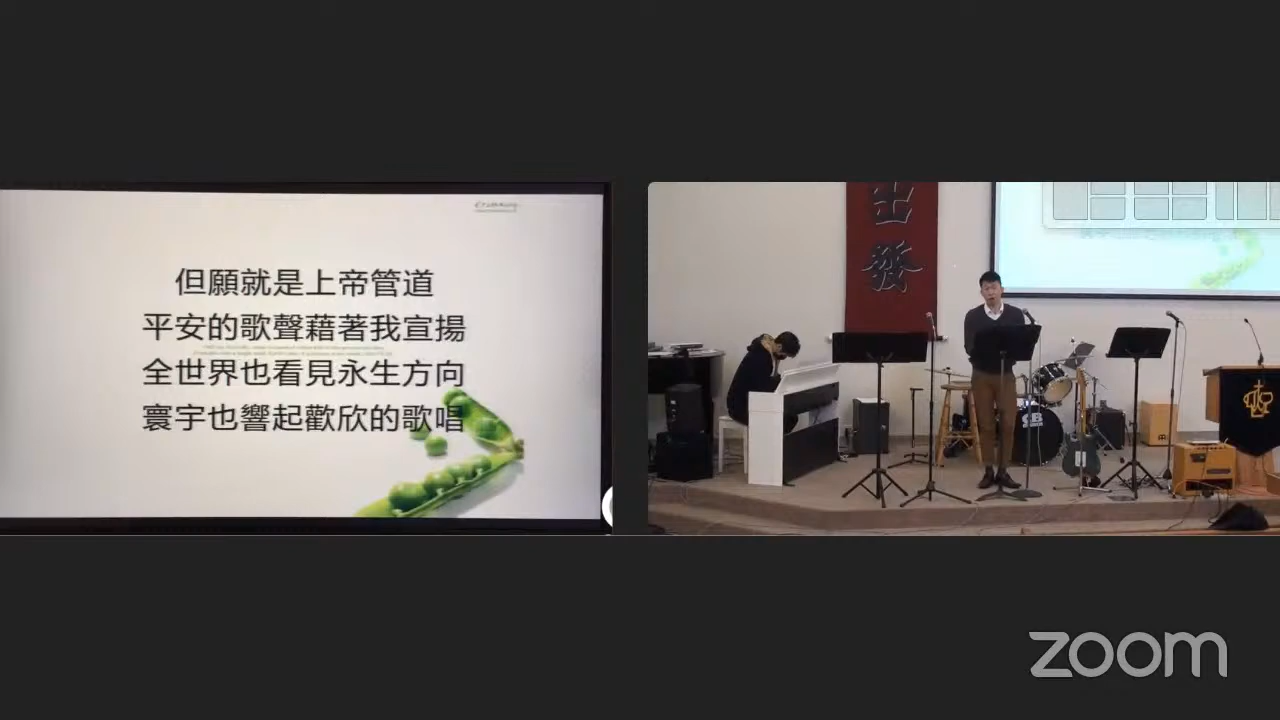 但願就是上帝管道
平安的歌聲藉著我宣揚
全世界也看見永生方向
寰宇也響起歡欣的歌唱
出
發
zoom